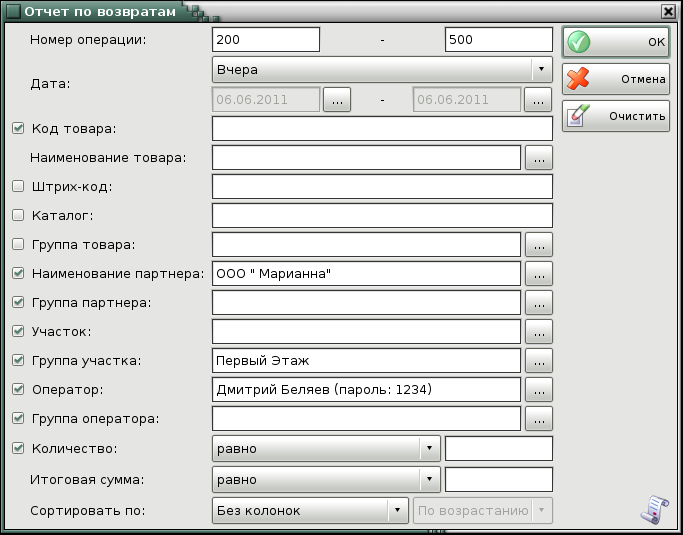 Отчет по возвратам
Номер операции: 200 - 500 OK
Вчера
Дата: Отмена
06.06.2011 ... - 06.06.2011 ...
Очистить
Код товара:
Наименование товара: ...
Штрих-код:
Каталог:
Группа товара: ...
Наименование партнера: ООО " Марианна" ...
Группа партнера: ...
Участок: ...
Группа участка: Первый Этаж ...
Оператор: Дмитрий Беляев (пароль: 1234) ...
Группа оператора: ...
Количество: равно
Итоговая сумма: равно
Сортировать по: Без колонок По возрастанию